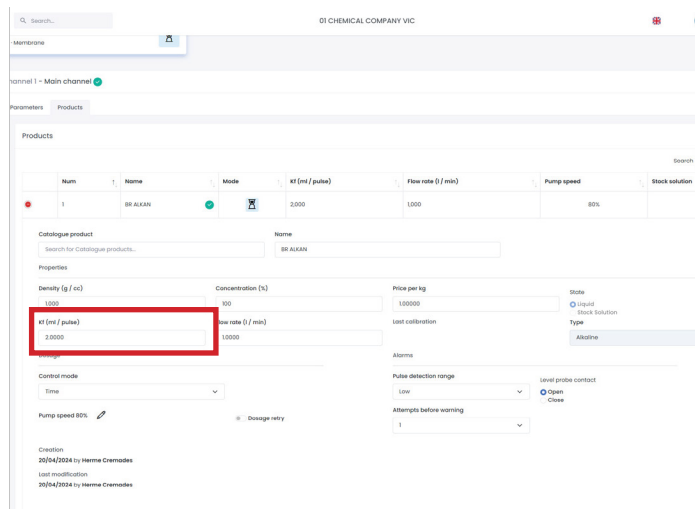 Search...
01 CHEMICAL COMPANY VIC
- Membrane
hannel 1 - Main channel
Parameters Products
Products
Search
Num Name Mode Kf (ml / pulse) Flow rate (l / min) Pump speed Stock solution
1 BR ALKAN 2,000 1,000 80%
Catalogue product Name
Search for Catalogue products... BR ALKAN
Properties
Density (g / cc) Concentration (%) Price per kg State
1.000 100 1.00000 Liquid
Stock Solution
Kf (ml / pulse) Flow rate (l / min) Last calibration Type
2.0000 1.0000 Alkaline
Dosage Alarms
Control mode Pulse detection range Level probe contact
Time Low Open
Close
Pump speed 80% Dosage retry Attempts before warning
1
Creation
20/04/2024 by Herme Cremades
Last modification
20/04/2024 by Herme Cremades